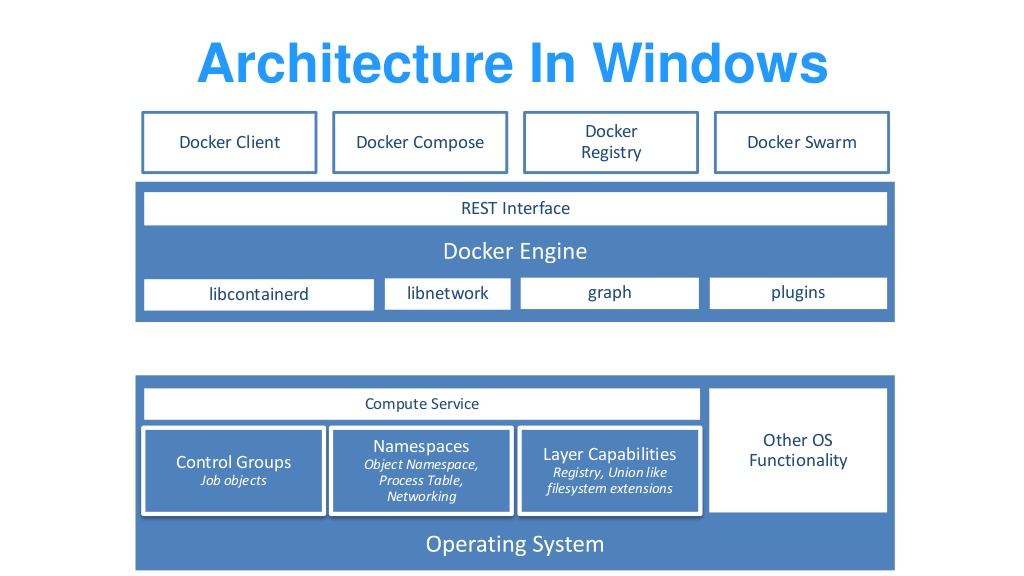 Architecture In Windows
Docker Client
Docker Compose
Docker
Registry
Docker Swarm
REST Interface
Docker Engine
libcontainerd
libnetwork
graph
plugins
Compute Service
Control Groups
Job objects
Namespaces
Object Namespace,
Process Table,
Networking
Layer Capabilities
Registry, Union like
filesystem extensions
Other OS
Functionality
Operating System